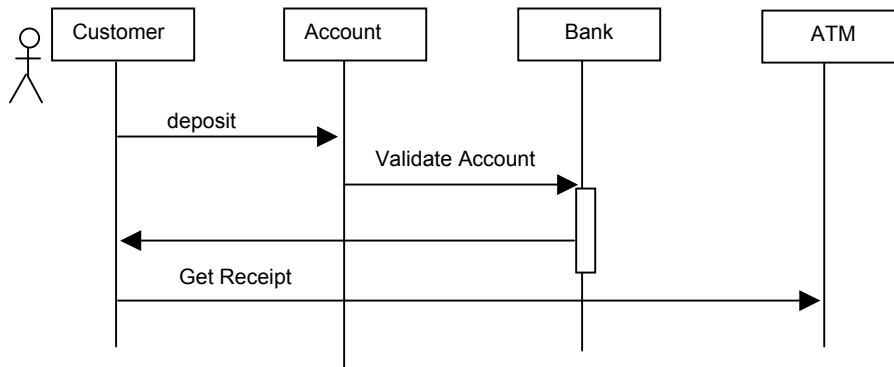 Customer
Account
Bank
ATM
deposit
Validate Account
Get Receipt